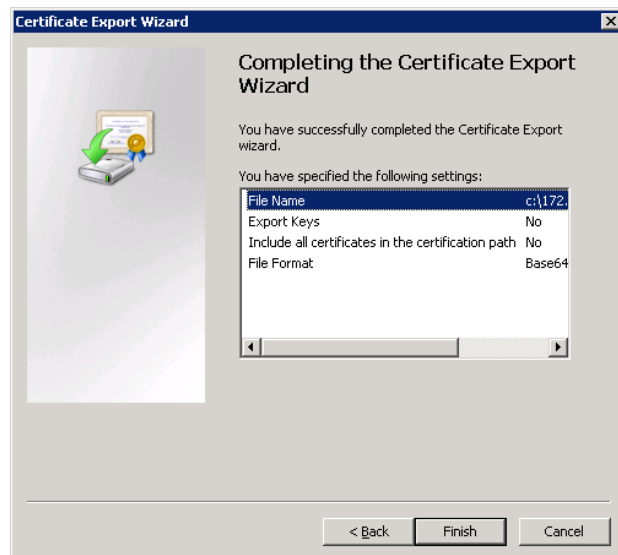 Certificate Export Wizard
Completing the Certificate Export
Wizard
You have successfully completed the Certificate Export
wizard.
You have specified the following settings:
File Name c:\172.
Export Keys No
Include all certificates in the certification path No
File Format Base64
< Back Finish Cancel